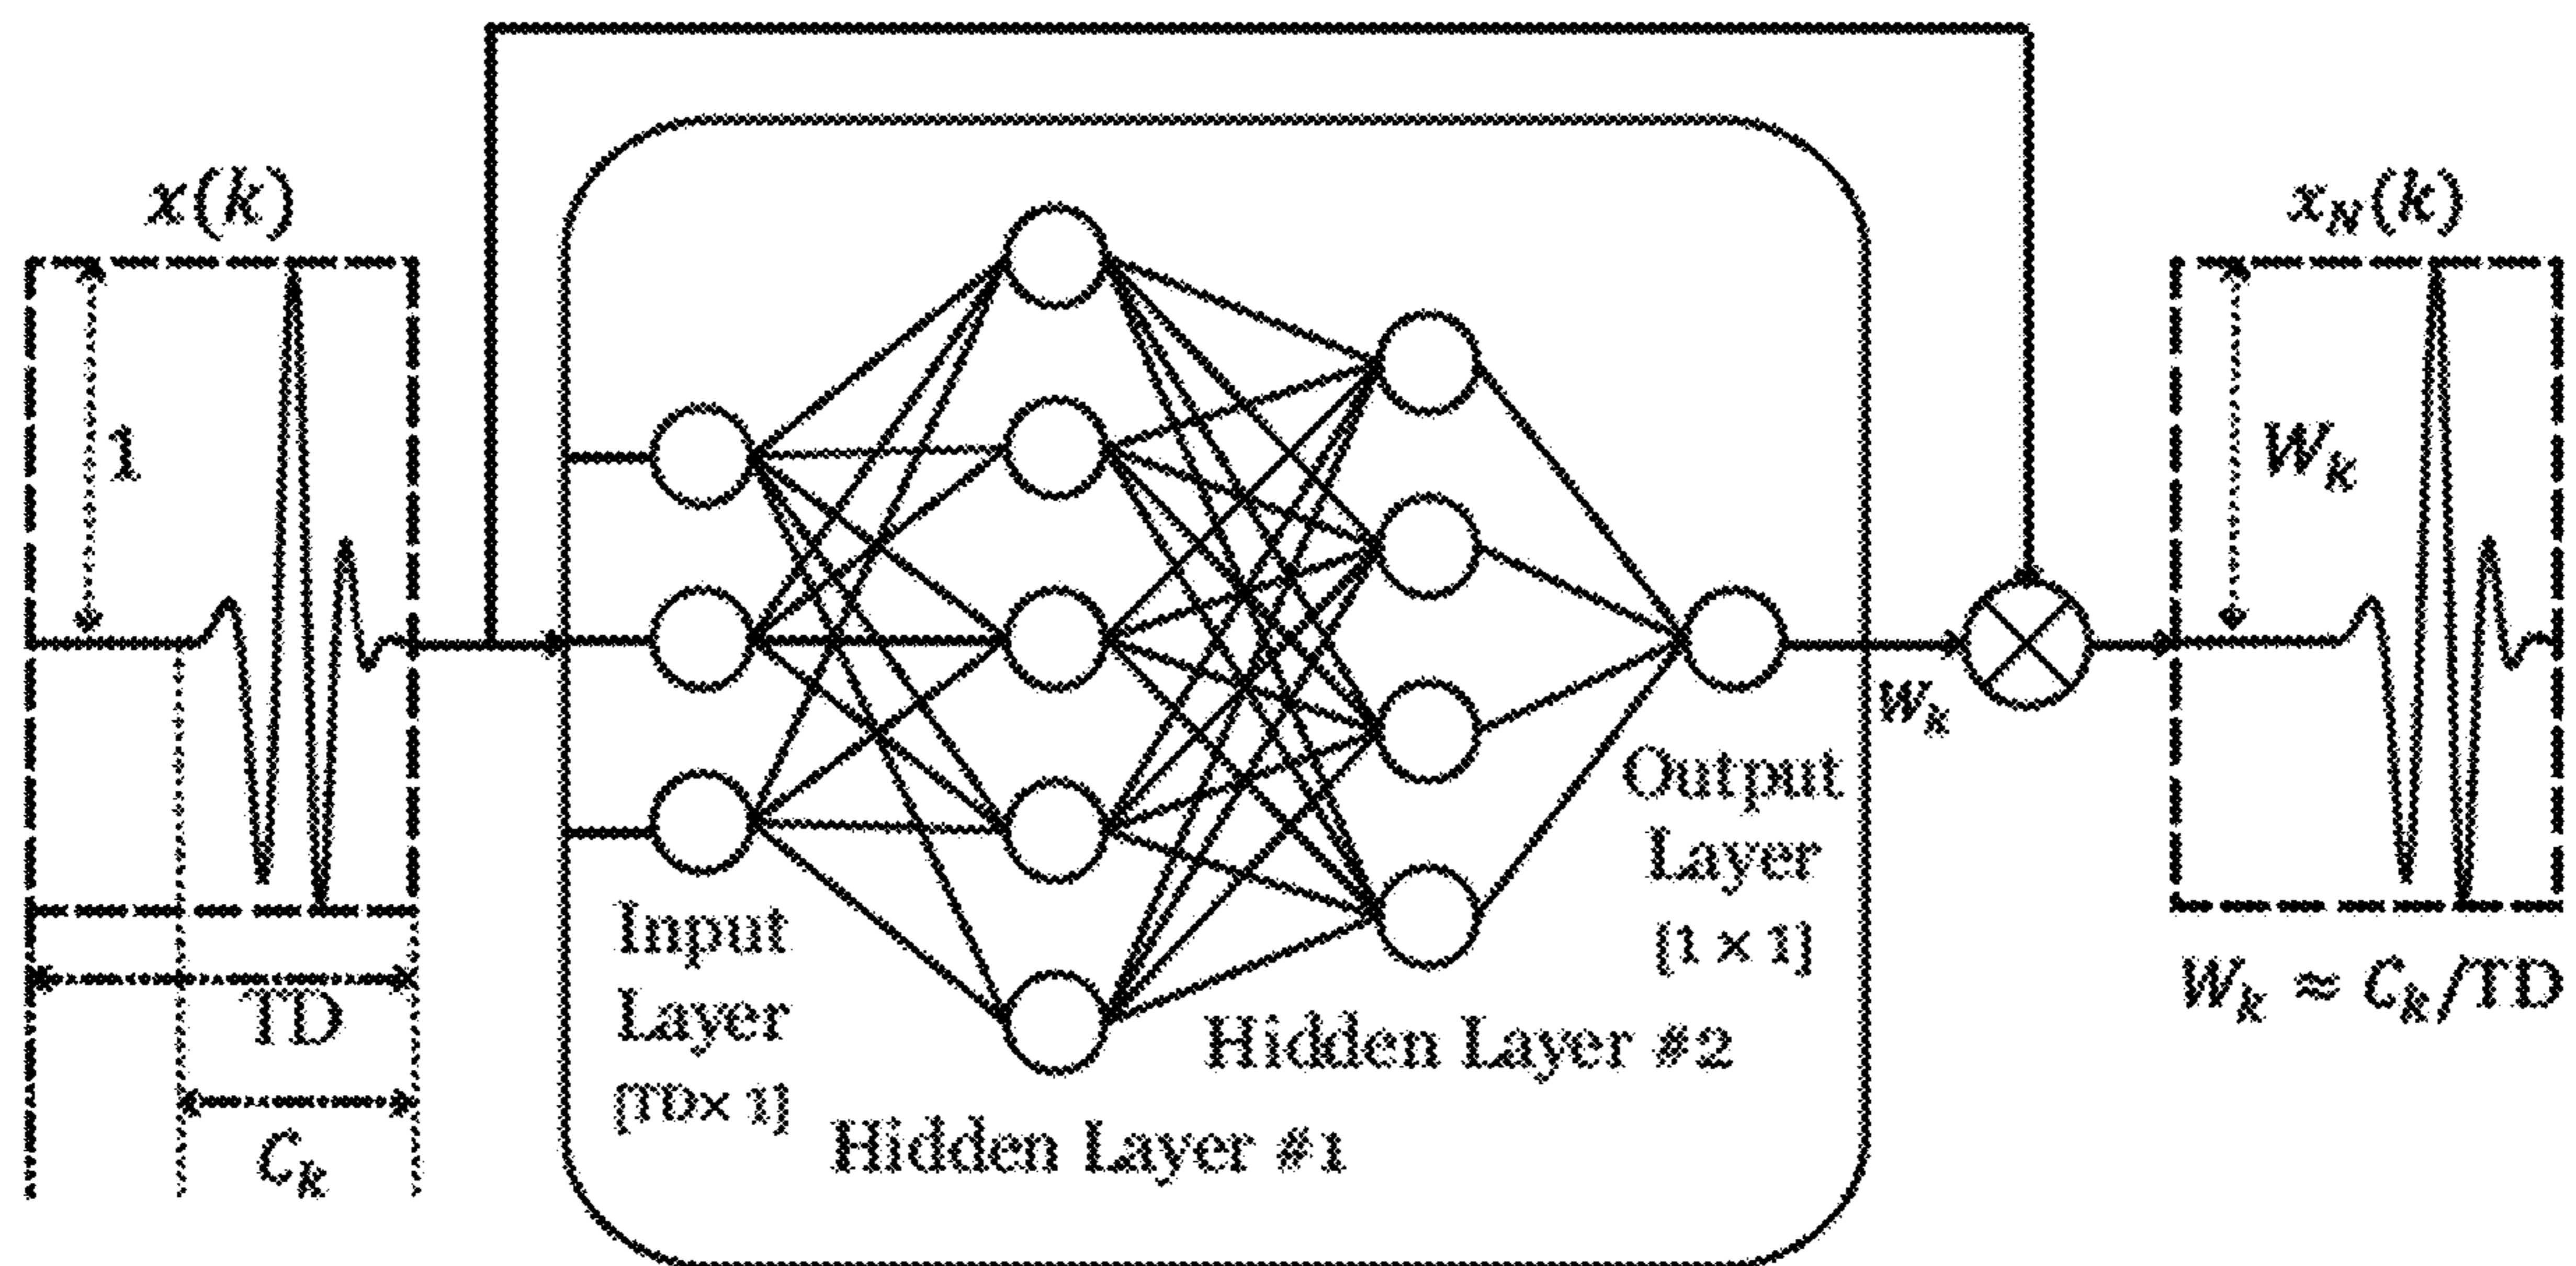 x(k)
1
TD
C_k
Input
Layer
[TD× 1]
Hidden Layer #1
Hidden Layer #2
Output
Layer
[1 × 1]
W_k
x_N(k)
W_k
W_k ≈ C_k/TD